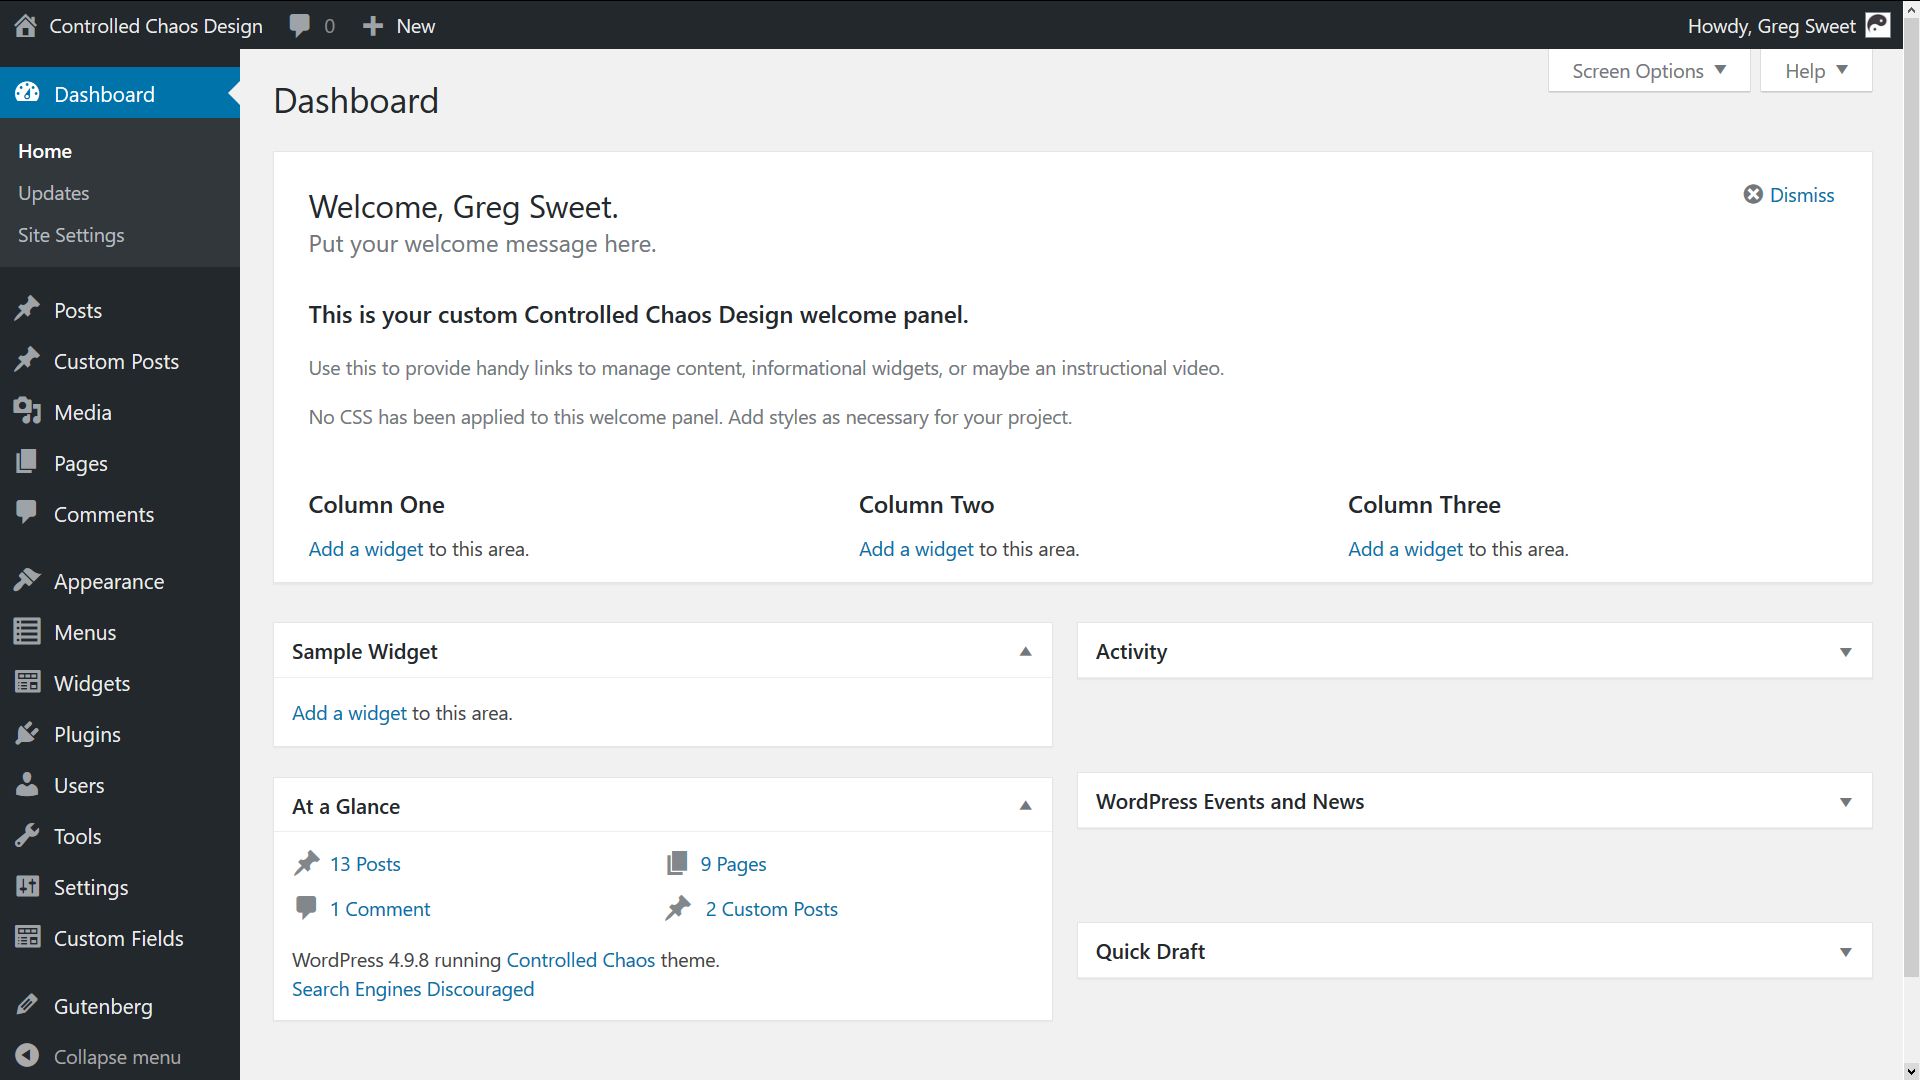 Controlled Chaos Design 0 New Howdy, Greg Sweet
Screen Options Help
Dashboard
Home
Updates
Site Settings
Posts
Custom Posts
Media
Pages
Comments
Appearance
Menus
Widgets
Plugins
Users
Tools
Settings
Custom Fields
Gutenberg
Collapse menu
Dashboard
Welcome, Greg Sweet.
Dismiss
Put your welcome message here.
This is your custom Controlled Chaos Design welcome panel.
Use this to provide handy links to manage content, informational widgets, or maybe an instructional video.
No CSS has been applied to this welcome panel. Add styles as necessary for your project.
Column One
Add a widget to this area.
Column Two
Add a widget to this area.
Column Three
Add a widget to this area.
Sample Widget
Add a widget to this area.
At a Glance
13 Posts
9 Pages
1 Comment
2 Custom Posts
WordPress 4.9.8 running Controlled Chaos theme.
Search Engines Discouraged
Activity
WordPress Events and News
Quick Draft